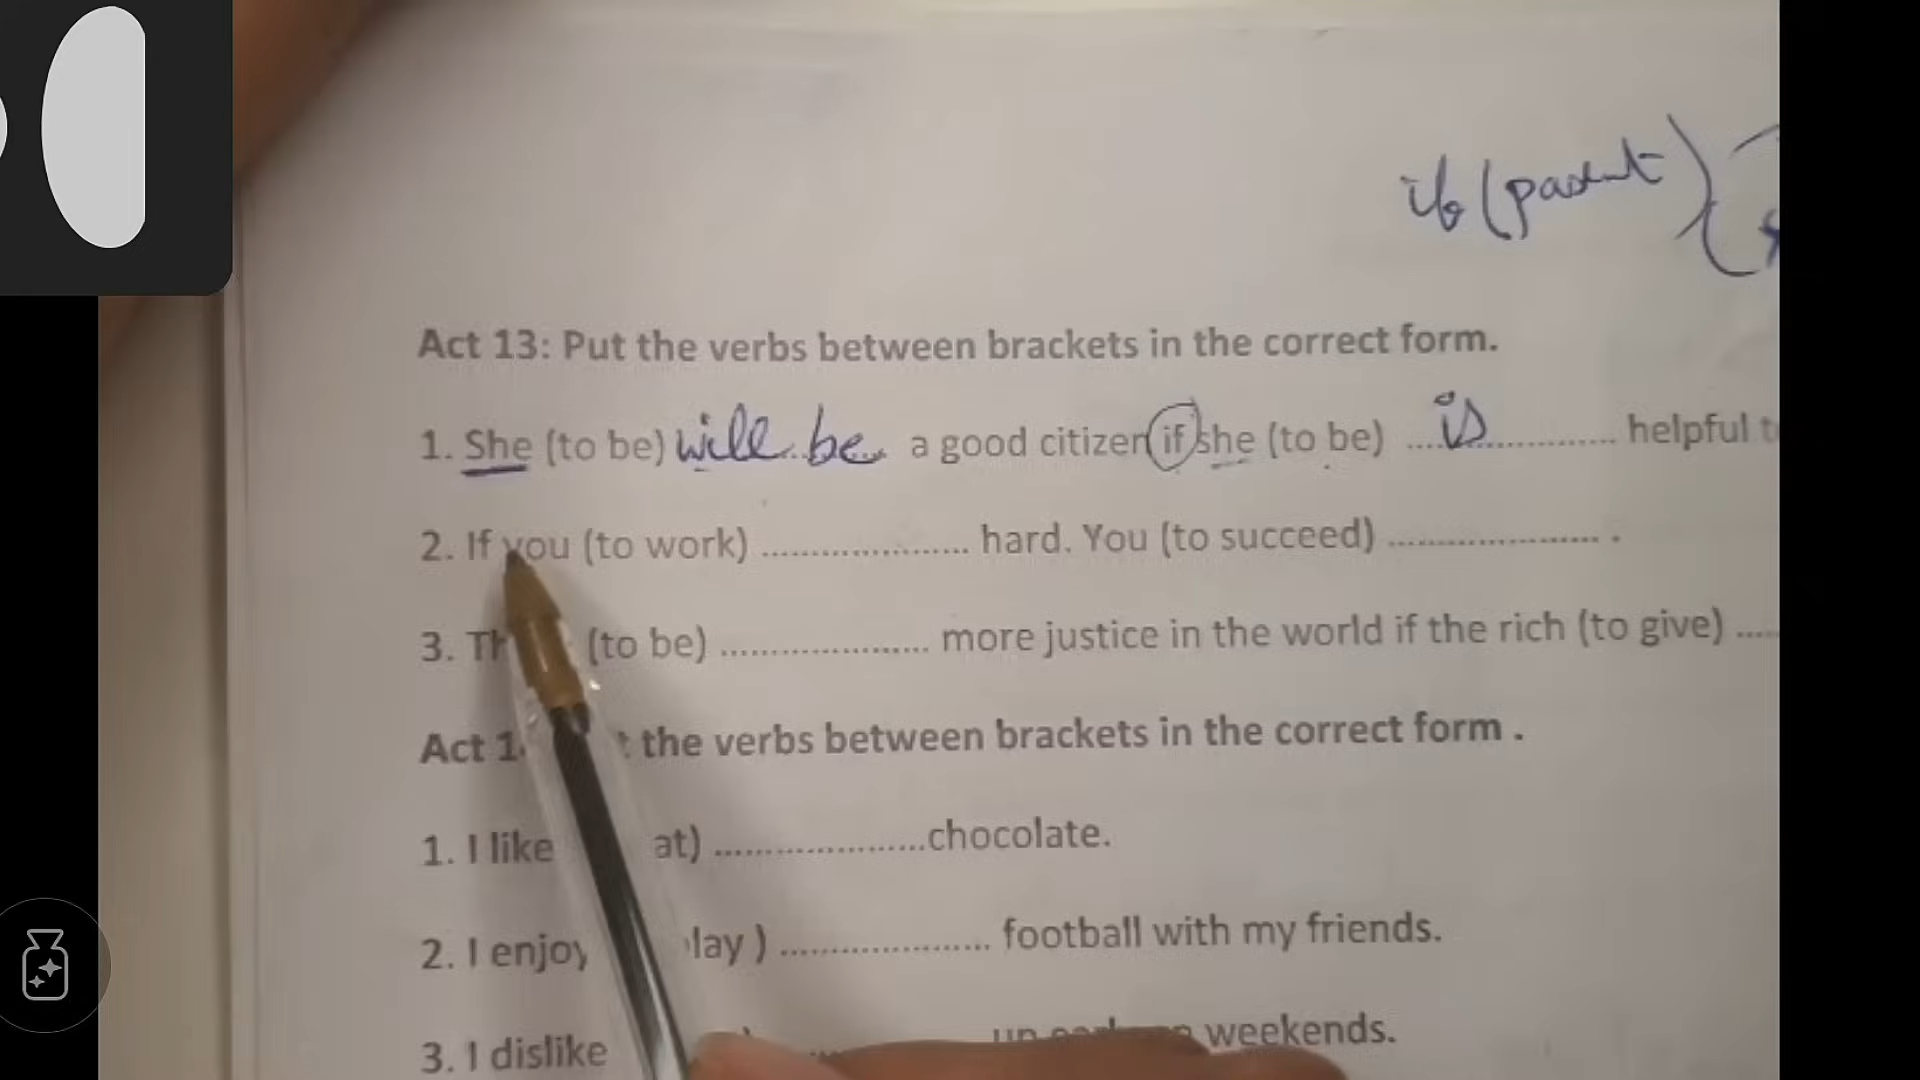 if (
Act 13: Put the verbs between brackets in the correct form.
1. She (to be) will be a good citizen if she (to be) .... is .............. helpful
2. If you (to work) ..................... hard. You (to succeed) ..................... .
3. (to be) ..................... more justice in the world if the rich (to give) .....
Act the verbs between brackets in the correct form .
1. I like at) .....................chocolate.
2. I enjoy lay ) ..................... football with my friends.
3. I dislike weekends.